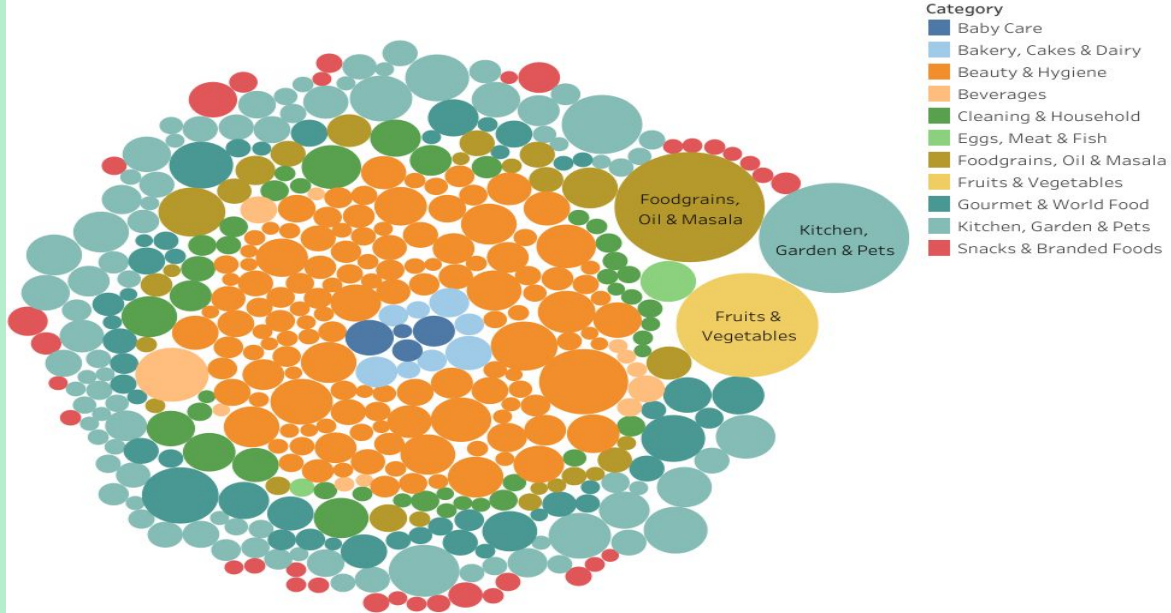 Category
Baby Care
Bakery, Cakes & Dairy
Beauty & Hygiene
Beverages
Cleaning & Household
Eggs, Meat & Fish
Foodgrains, Oil & Masala
Fruits & Vegetables
Gourmet & World Food
Kitchen, Garden & Pets
Snacks & Branded Foods
Foodgrains,
Oil & Masala
Kitchen,
Garden & Pets
Fruits &
Vegetables